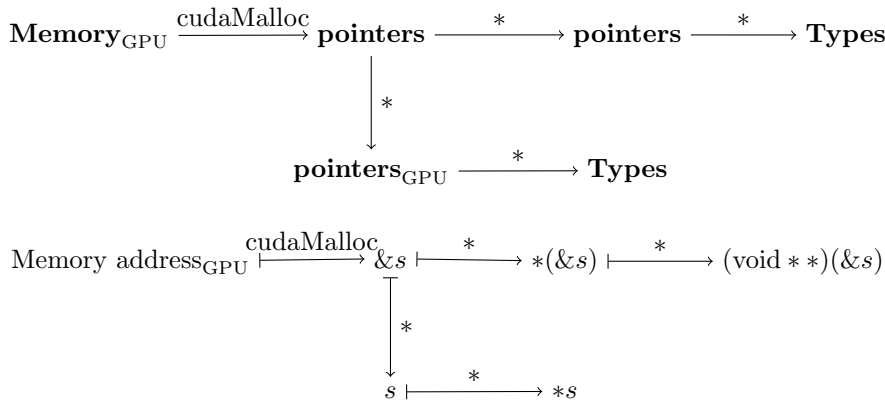 Memory_GPU cudaMalloc pointers * pointers * Types
*
pointers_GPU * Types
Memory address_GPU cudaMalloc &s * *(&s) * (void * *)(&s)
*
s * *s